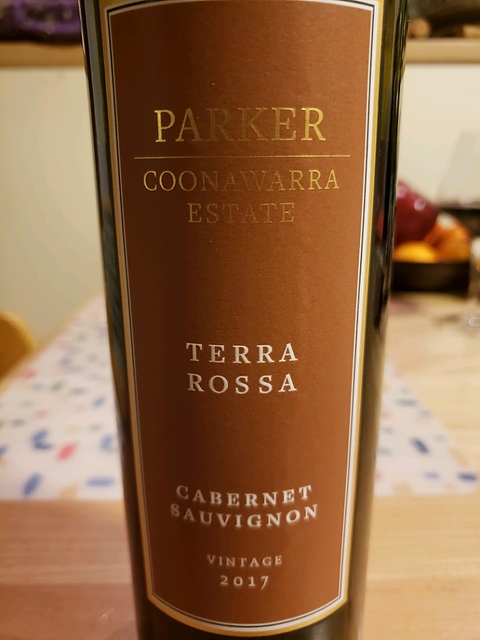 PARKER
COONAWARRA
ESTATE
TERRA
ROSSA
CABERNET
SAUVIGNON
VINTAGE
2017